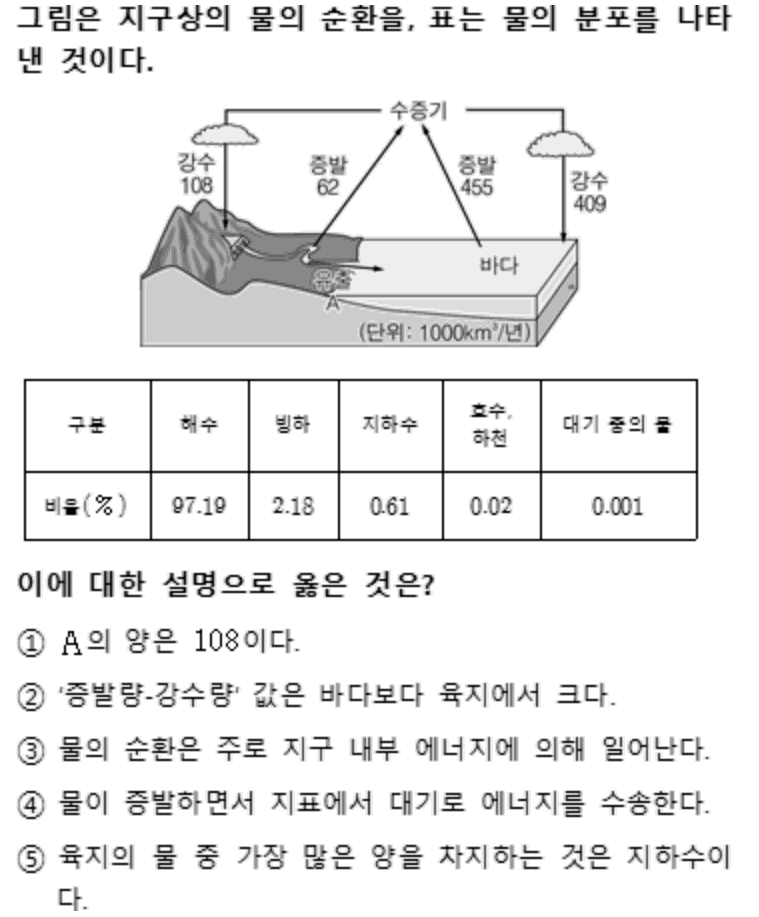 그림은 지구상의 물의 순환을, 표는 물의 분포를 나타
낸 것이다.
수증기
강수
108
증발
62
증발
455
강수
409
바다
유출
A
(단위: 1000km³/년)
구분 해수 빙하 지하수 호수, 하천 대기 중의 물
비율(%) 97.19 2.18 0.61 0.02 0.001
이에 대한 설명으로 옳은 것은?
① A의 양은 108이다.
② '증발량-강수량' 값은 바다보다 육지에서 크다.
③ 물의 순환은 주로 지구 내부 에너지에 의해 일어난다.
④ 물이 증발하면서 지표에서 대기로 에너지를 수송한다.
⑤ 육지의 물 중 가장 많은 양을 차지하는 것은 지하수이
다.